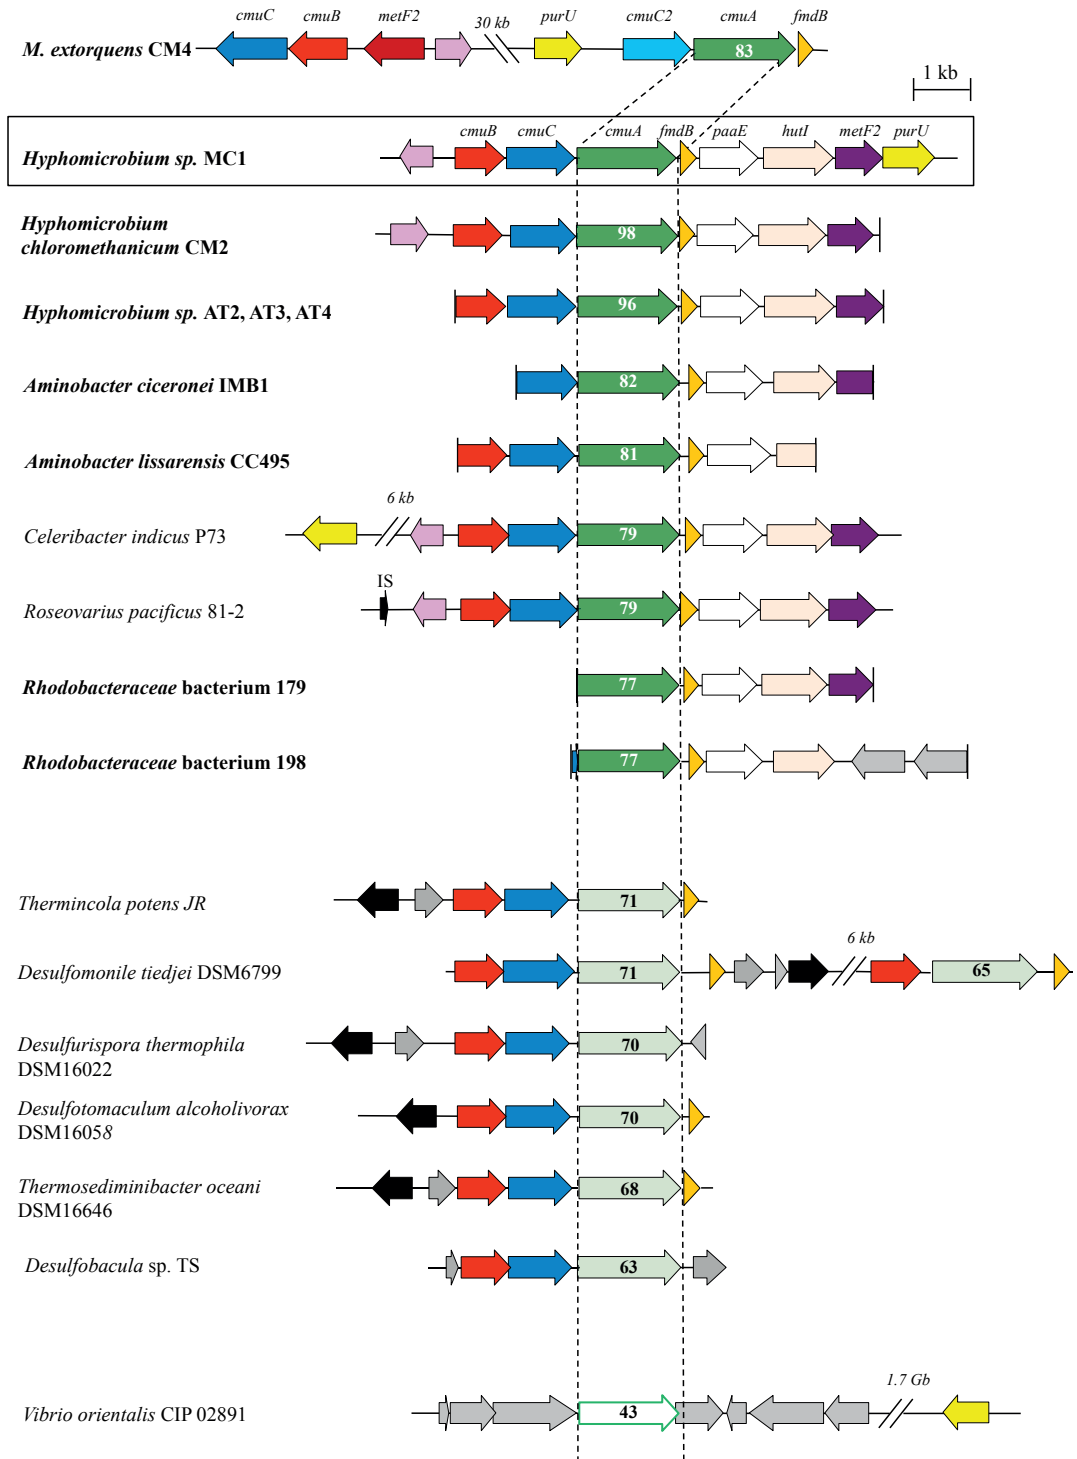 cmuC cmuB metF2 30 kb purU cmuC2 cmuA fmdB
M. extorquens CM4 83
1 kb
cmuB cmuC cmuA fmdB paaE hutI metF2 purU
Hyphomicrobium sp. MC1
Hyphomicrobium
chloromethanicum CM2 98
Hyphomicrobium sp. AT2, AT3, AT4 96
Aminobacter ciceronei IMB1 82
Aminobacter lissarensis CC495 81
6 kb
Celeribacter indicus P73 79
IS
Roseovarius pacificus 81-2 79
Rhodobacteraceae bacterium 179 77
Rhodobacteraceae bacterium 198 77
Thermincola potens JR 71
6 kb
Desulfomonile tiedjei DSM6799 71 65
Desulfurispora thermophila
DSM16022 70
Desulfotomaculum alcoholivorax
DSM16058 70
Thermosediminibacter oceani
DSM16646 68
Desulfobacula sp. TS 63
1.7 Gb
Vibrio orientalis CIP 02891 43